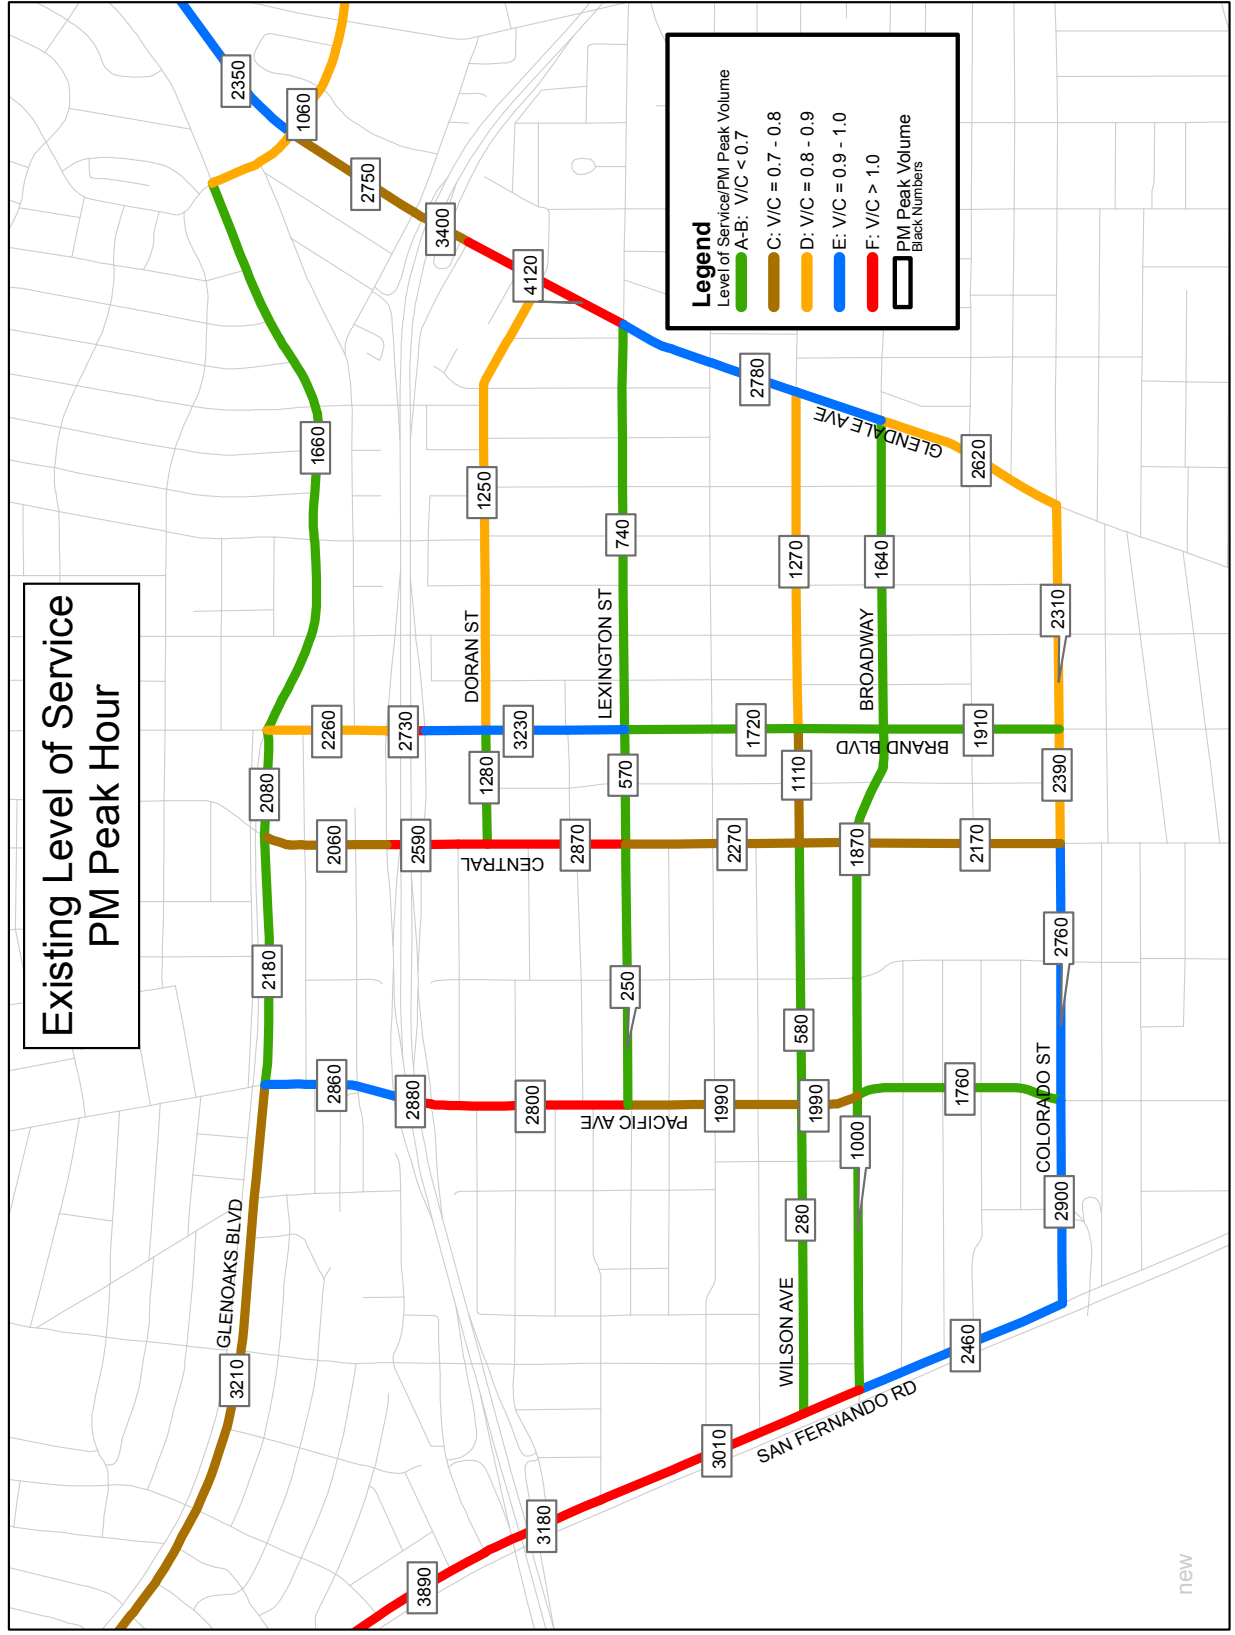 Existing Level of Service
PM Peak Hour
Legend
Level of Service/PM Peak Volume
A-B: V/C < 0.7
C: V/C = 0.7 - 0.8
D: V/C = 0.8 - 0.9
E: V/C = 0.9 - 1.0
F: V/C > 1.0
PM Peak Volume
Black Numbers
GLENOAKS BLVD
3210
2180
2080
1660
2350
1060
2750
3400
4120
2780
GLENDALE AVE
2620
DORAN ST
1280
1250
LEXINGTON ST
250
570
740
WILSON AVE
280
580
1110
1270
BROADWAY
1000
1870
1640
COLORADO ST
2900
2760
2390
2310
SAN FERNANDO RD
3890
3180
3010
2460
PACIFIC AVE
2860
2880
2800
1990
1990
1760
CENTRAL
2060
2590
2870
2270
2170
BRAND BLVD
2260
2730
3230
1720
1910
new